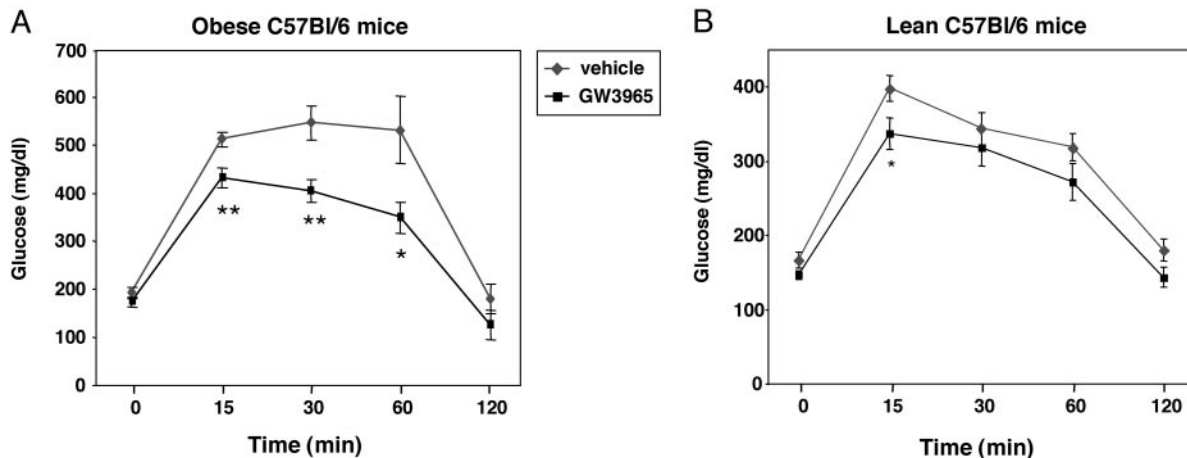 A
Obese C57Bl/6 mice
700
600
500
400
300
200
100
0
Glucose (mg/dl)
**
**
*
0 15 30 60 120
Time (min)
vehicle
GW3965
B
Lean C57Bl/6 mice
400
300
200
100
0
Glucose (mg/dl)
*
0 15 30 60 120
Time (min)